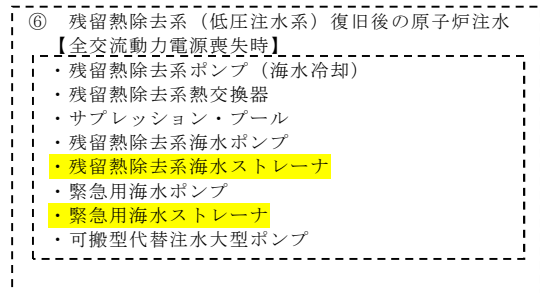 ⑥　残留熱除去系（低圧注水系）復旧後の原子炉注水
【全交流動力電源喪失時】
・残留熱除去系ポンプ（海水冷却）
・残留熱除去系熱交換器
・サプレッション・プール
・残留熱除去系海水ポンプ
・残留熱除去系海水ストレーナ
・緊急用海水ポンプ
・緊急用海水ストレーナ
・可搬型代替注水大型ポンプ